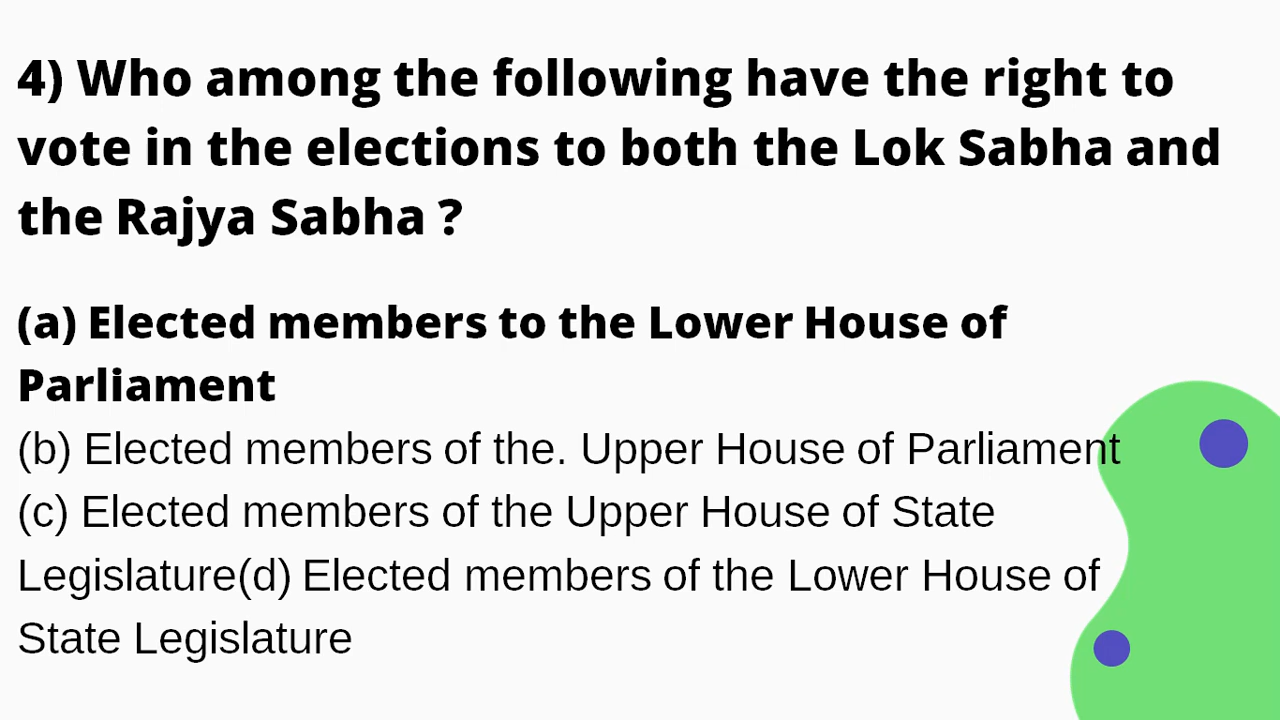 4) Who among the following have the right to
vote in the elections to both the Lok Sabha and
the Rajya Sabha ?
(a) Elected members to the Lower House of
Parliament
(b) Elected members of the. Upper House of Parliament
(c) Elected members of the Upper House of State
Legislature(d) Elected members of the Lower House of
State Legislature